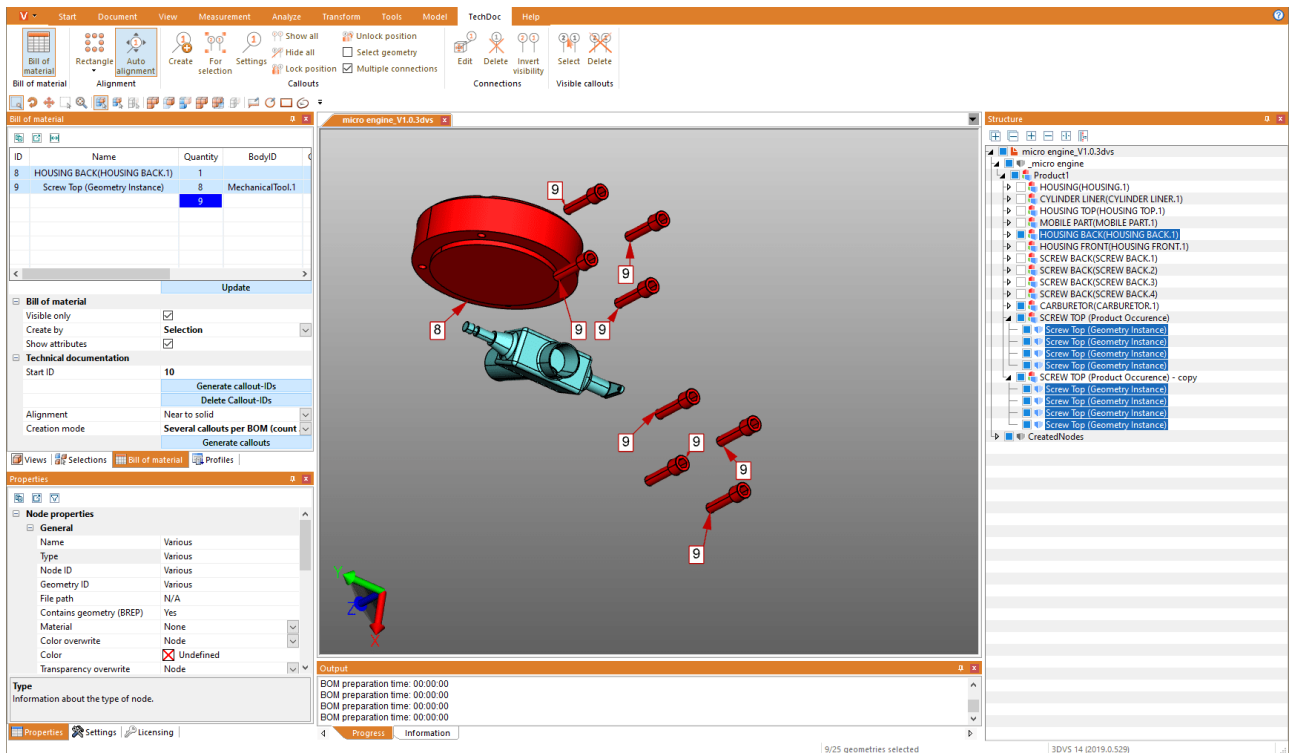 V Start Document View Measurement Analyze Transform Tools Model TechDoc Help ?
Bill of material
Rectangle
Auto alignment
Create
For selection
Settings
Show all
Hide all
Lock position
Unlock position
Select geometry
Multiple connections
Edit
Delete
Invert visibility
Select
Delete
Bill of material Alignment Callouts Connections Visible callouts
Bill of material
ID Name Quantity BodyID
8 HOUSING BACK(HOUSING BACK.1) 1
9 Screw Top (Geometry Instance) 8 MechanicalTool.1
9
Update
Bill of material
Visible only
Create by Selection
Show attributes
Technical documentation
Start ID 10
Generate callout-IDs
Delete Callout-IDs
Alignment Near to solid
Creation mode Several callouts per BOM (count
Generate callouts
Views Selections Bill of material Profiles
Properties
Node properties
General
Name Various
Type Various
Node ID Various
Geometry ID Various
File path N/A
Contains geometry (BREP) Yes
Material None
Color overwrite Node
Color Undefined
Transparency overwrite Node
Type
Information about the type of node.
Properties Settings Licensing
micro engine_V1.0.3dvs
9
9
9
8
9
9
9
9
9
9
Y
Z
X
Output
BOM preparation time: 00:00:00
BOM preparation time: 00:00:00
BOM preparation time: 00:00:00
BOM preparation time: 00:00:00
Progress Information
Structure
micro engine_V1.0.3dvs
_micro engine
Product1
HOUSING(HOUSING.1)
CYLINDER LINER(CYLINDER LINER.1)
HOUSING TOP(HOUSING TOP.1)
MOBILE PART(MOBILE PART.1)
HOUSING BACK(HOUSING BACK.1)
HOUSING FRONT(HOUSING FRONT.1)
SCREW BACK(SCREW BACK.1)
SCREW BACK(SCREW BACK.2)
SCREW BACK(SCREW BACK.3)
SCREW BACK(SCREW BACK.4)
CARBURETOR(CARBURETOR.1)
SCREW TOP (Product Occurence)
Screw Top (Geometry Instance)
Screw Top (Geometry Instance)
Screw Top (Geometry Instance)
Screw Top (Geometry Instance)
SCREW TOP (Product Occurence) - copy
Screw Top (Geometry Instance)
Screw Top (Geometry Instance)
Screw Top (Geometry Instance)
Screw Top (Geometry Instance)
CreatedNodes
9/25 geometries selected 3DVS 14 (2019.0.529)